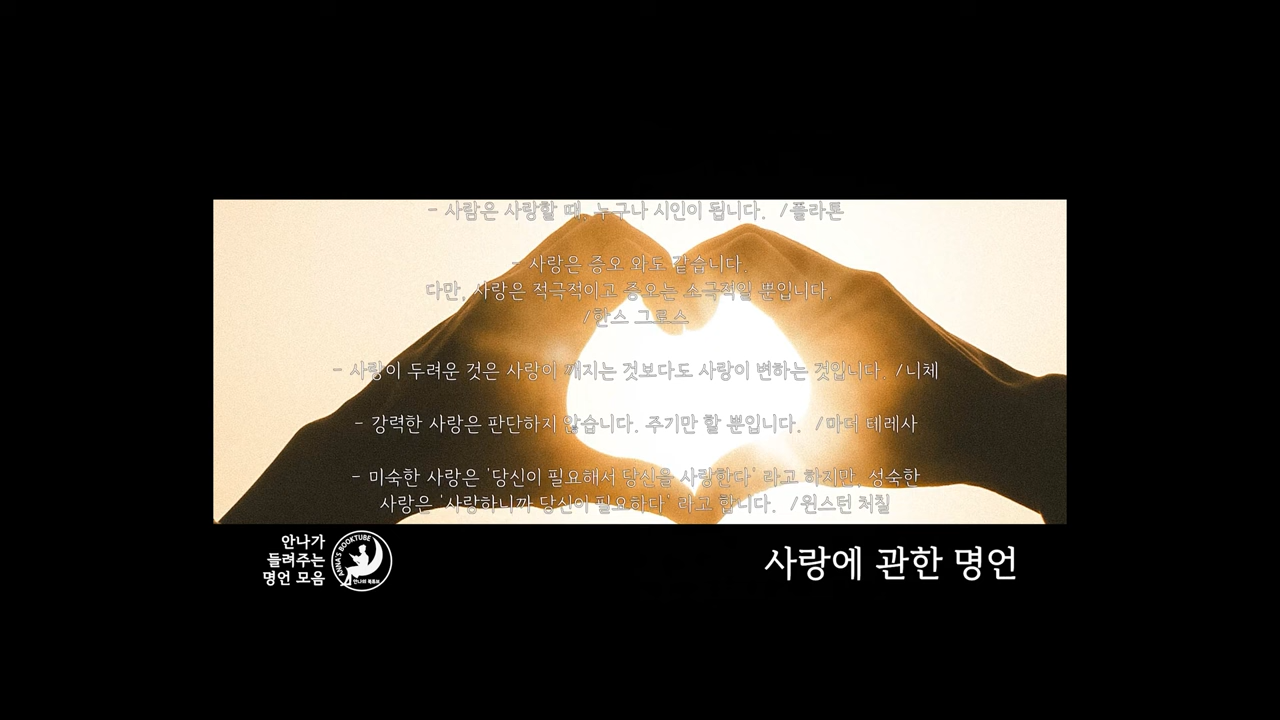 - 사람은 사랑할 때, 누구나 시인이 됩니다. /플라톤
- 사랑은 증오 와도 같습니다.
다만, 사랑은 적극적이고 증오는 소극적일 뿐입니다.
/한스 그로스
- 사랑이 두려운 것은 사랑이 깨지는 것보다도 사랑이 변하는 것입니다. /니체
- 강력한 사랑은 판단하지 않습니다. 주기만 할 뿐입니다. /마더 테레사
- 미숙한 사랑은 '당신이 필요해서 당신을 사랑한다' 라고 하지만, 성숙한
사랑은 '사랑하니까 당신이 필요하다' 라고 합니다. /윈스턴 처칠
안나가
들려주는
명언 모음
ANNA'S BOOKTUBE
안나의 북튜브
사랑에 관한 명언